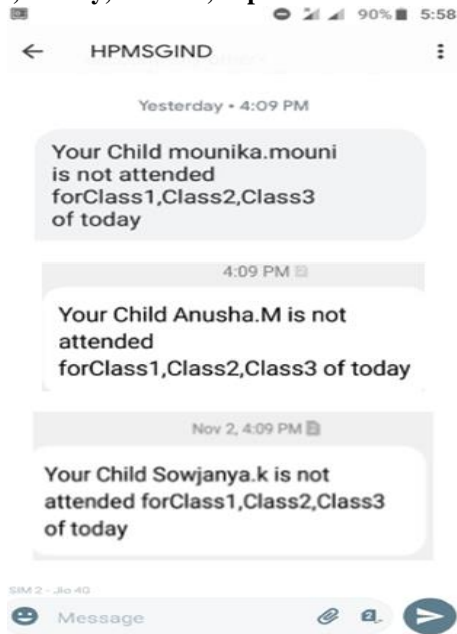 90% 5:58
HPMSGIND
Yesterday • 4:09 PM
Your Child mounika.mouni
is not attended
forClass1,Class2,Class3
of today
4:09 PM
Your Child Anusha.M is not
attended
forClass1,Class2,Class3 of today
Nov 2, 4:09 PM
Your Child Sowjanya.k is not
attended forClass1,Class2,Class3
of today
SIM 2 - Jio 4G
Message